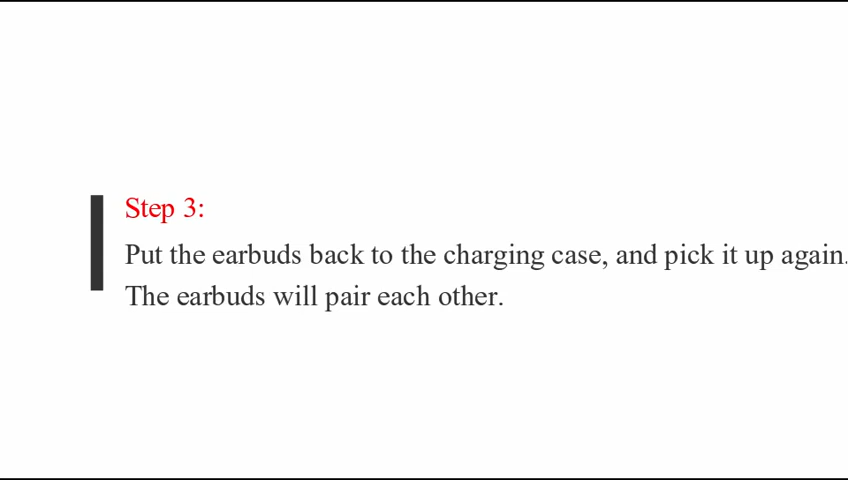 Step 3:
Put the earbuds back to the charging case, and pick it up again.
The earbuds will pair each other.